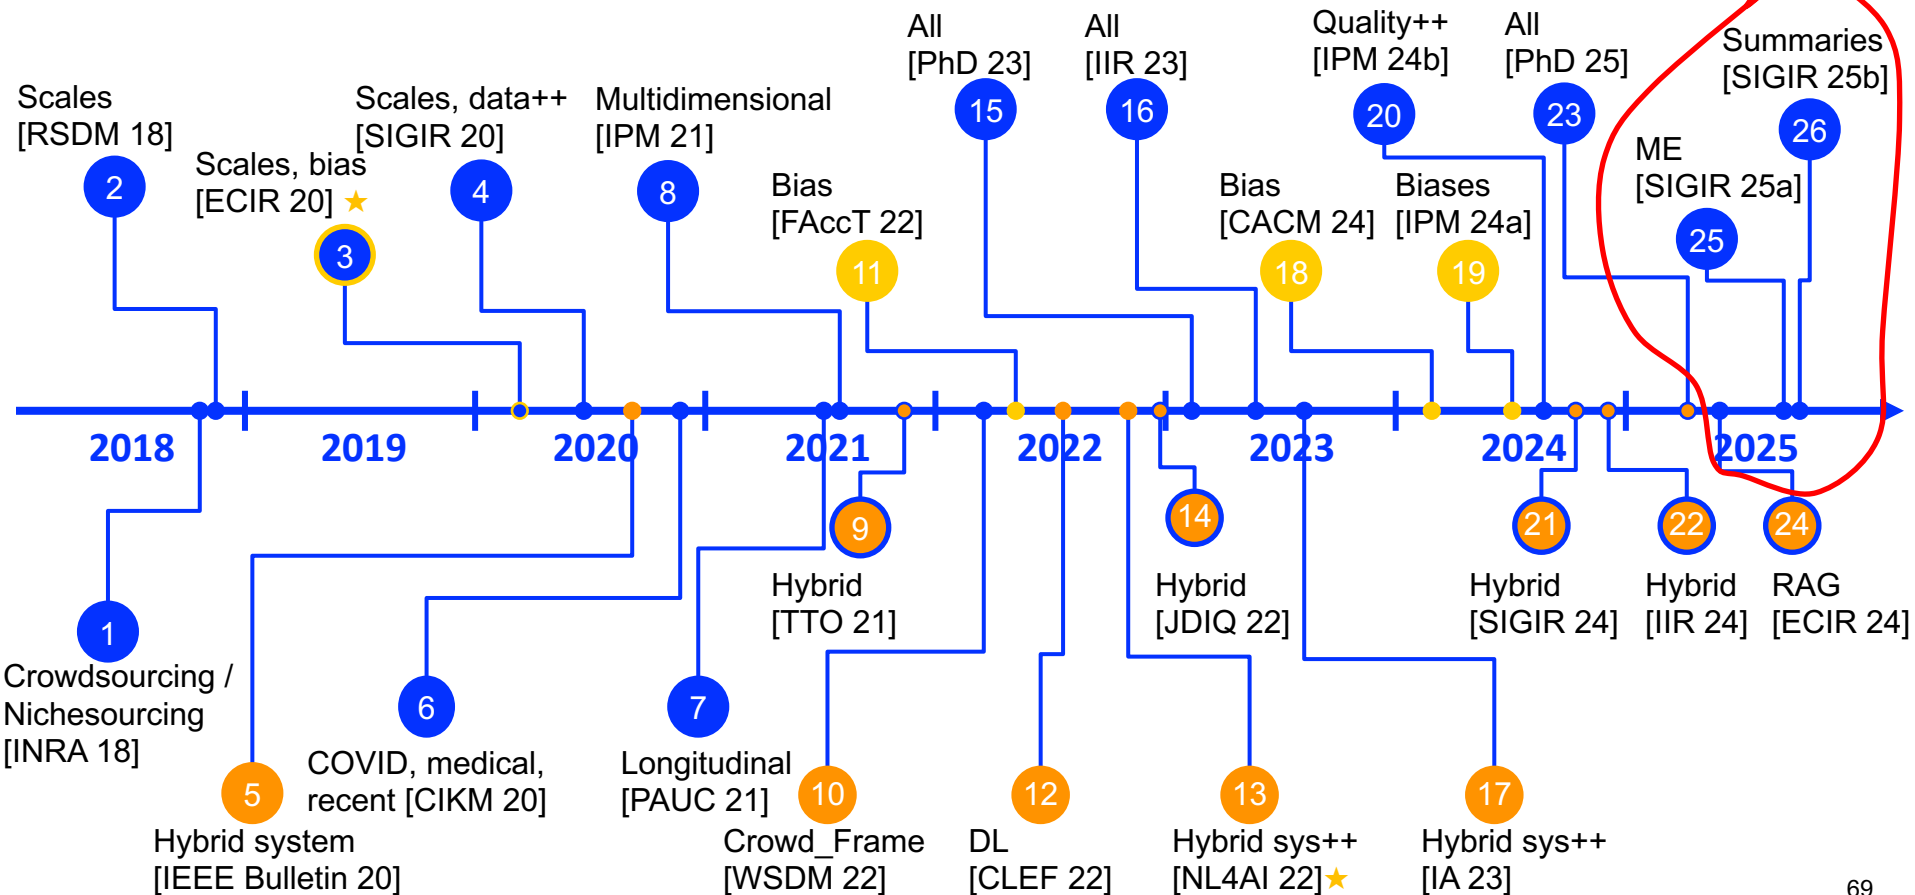 All
[PhD 23]
15
All
[IIR 23]
16
Quality++
[IPM 24b]
20
All
[PhD 25]
23
Summaries
[SIGIR 25b]
26
Scales
[RSDM 18]
2
Scales, bias
[ECIR 20] ★
3
Scales, data++
[SIGIR 20]
4
Multidimensional
[IPM 21]
8
Bias
[FAccT 22]
11
Bias
[CACM 24]
18
Biases
[IPM 24a]
19
ME
[SIGIR 25a]
25
2018
2019
2020
2021
2022
2023
2024
2025
1
Crowdsourcing /
Nichesourcing
[INRA 18]
5
Hybrid system
[IEEE Bulletin 20]
6
COVID, medical,
recent [CIKM 20]
7
Longitudinal
[PAUC 21]
9
Hybrid
[TTO 21]
10
Crowd_Frame
[WSDM 22]
12
DL
[CLEF 22]
13
Hybrid sys++
[NL4AI 22]★
14
Hybrid
[JDIQ 22]
17
Hybrid sys++
[IA 23]
21
Hybrid
[SIGIR 24]
22
Hybrid
[IIR 24]
24
RAG
[ECIR 24]
69